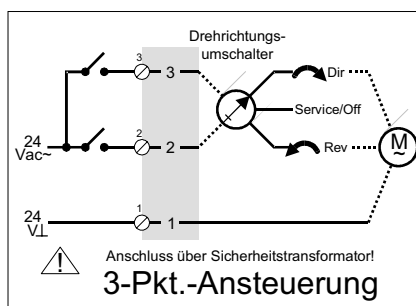 Drehrichtungs-
umschalter
3
3
Dir
Service/Off
24
Vac~
2
2
Rev
M
~
24
V⊥
1
1
!
Anschluss über Sicherheitstransformator!
3-Pkt.-Ansteuerung